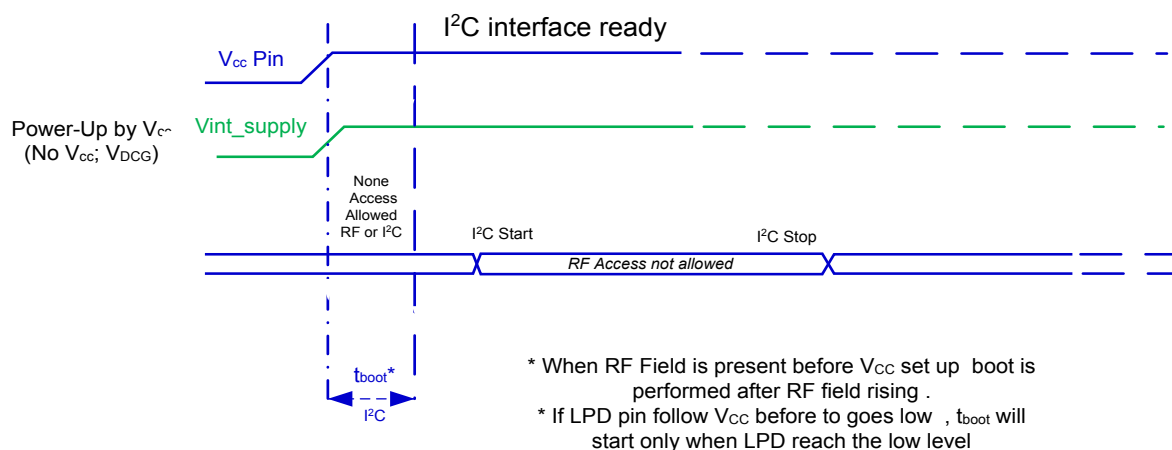 I²C interface ready
Vcc Pin
Vint_supply
Power-Up by Vcc
(No Vcc; VDCG)
None
Access
Allowed
RF or I²C
I²C Start
I²C Stop
RF Access not allowed
tboot*
I²C
* When RF Field is present before VCC set up boot is
performed after RF field rising .
* If LPD pin follow VCC before to goes low , tboot will
start only when LPD reach the low level